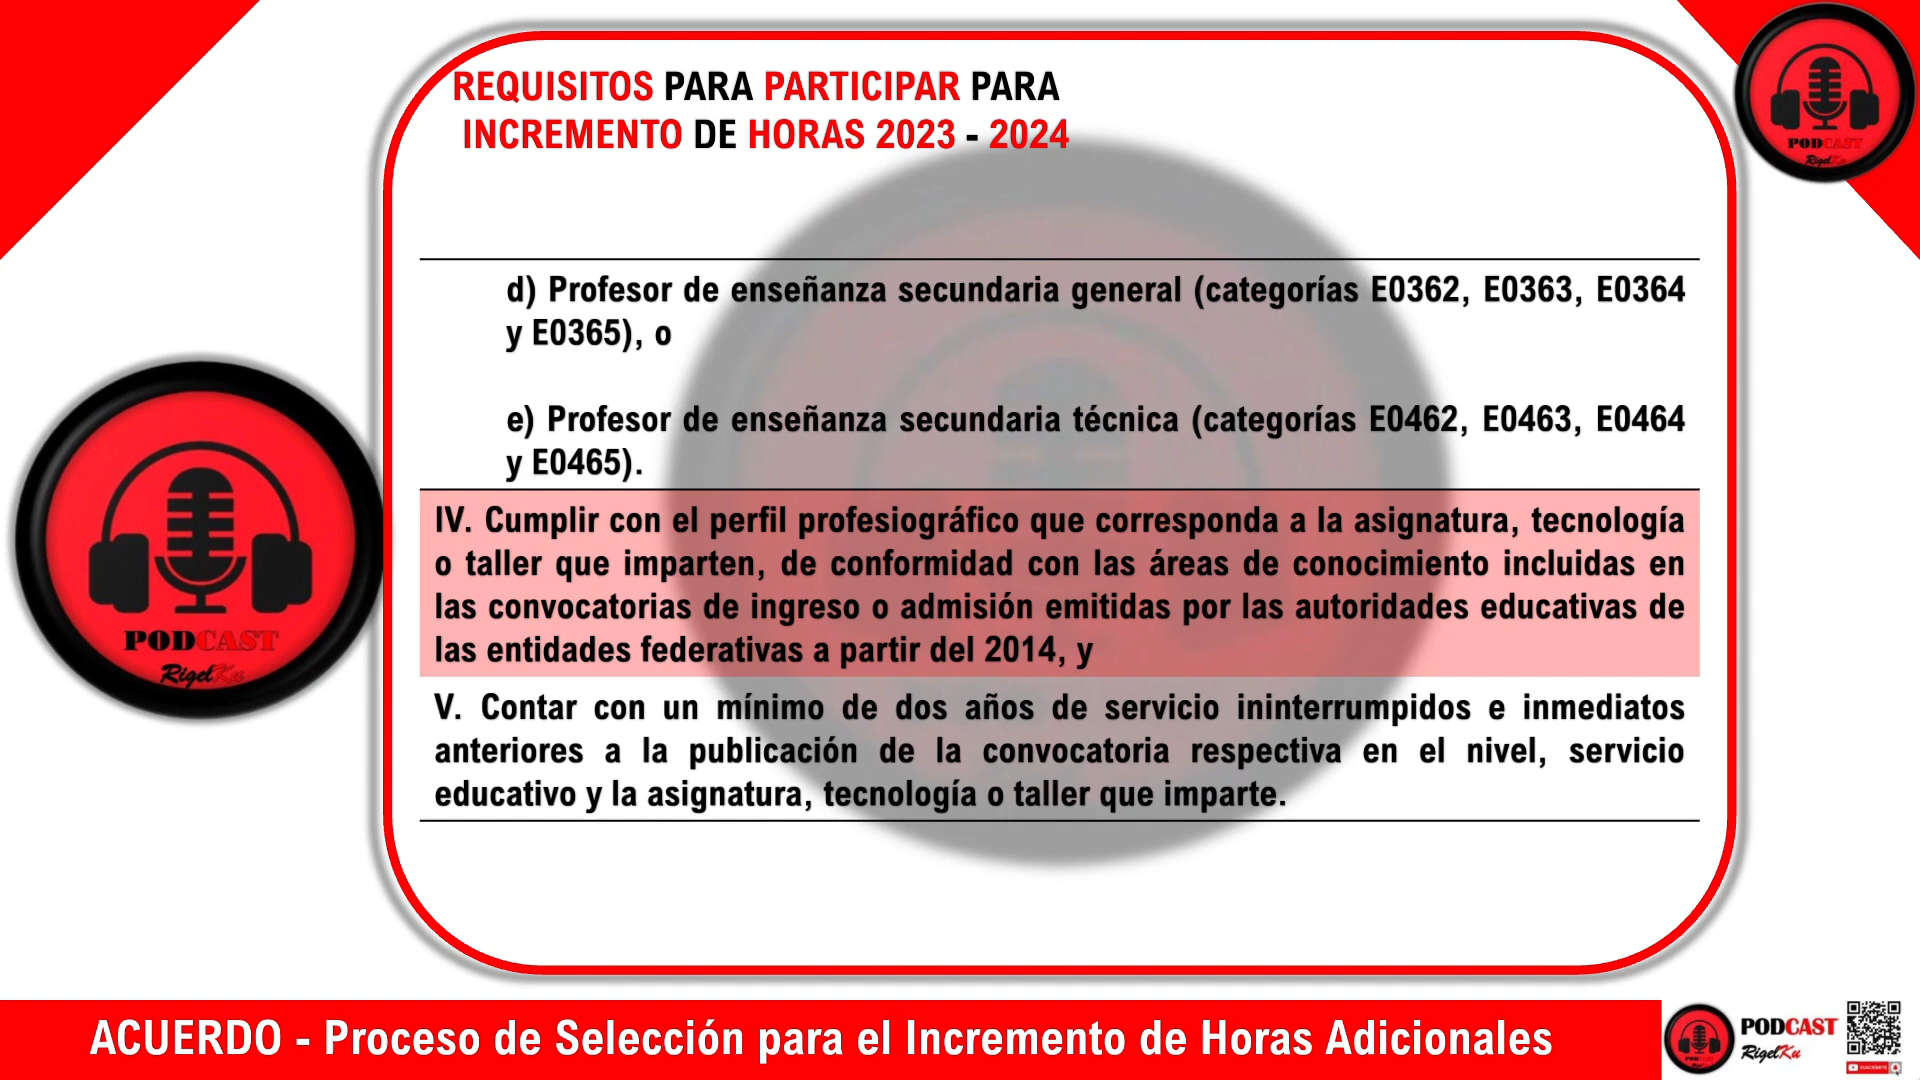 REQUISITOS PARA PARTICIPAR PARA
INCREMENTO DE HORAS 2023 - 2024
PODCAST
RigelKu
d) Profesor de enseñanza secundaria general (categorías E0362, E0363, E0364
y E0365), o
e) Profesor de enseñanza secundaria técnica (categorías E0462, E0463, E0464
y E0465).
IV. Cumplir con el perfil profesiográfico que corresponda a la asignatura, tecnología
o taller que imparten, de conformidad con las áreas de conocimiento incluidas en
las convocatorias de ingreso o admisión emitidas por las autoridades educativas de
las entidades federativas a partir del 2014, y
V. Contar con un mínimo de dos años de servicio ininterrumpidos e inmediatos
anteriores a la publicación de la convocatoria respectiva en el nivel, servicio
educativo y la asignatura, tecnología o taller que imparte.
PODCAST
RigelKu
ACUERDO - Proceso de Selección para el Incremento de Horas Adicionales
PODCAST
RigelKu
SUSCRÍBETE